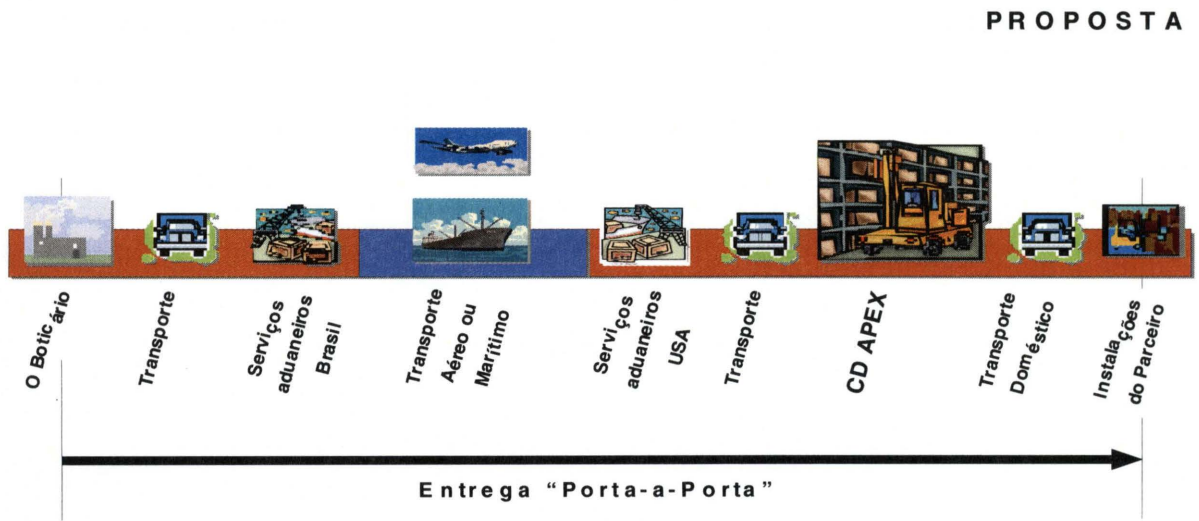 PROPOSTA
O Boticário
Transporte
Serviços
aduaneiros
Brasil
Transporte
Aéreo ou
Marítimo
Serviços
aduaneiros
USA
Transporte
CD APEX
Transporte
Doméstico
Instalações
do Parceiro
Entrega “Porta-a-Porta”